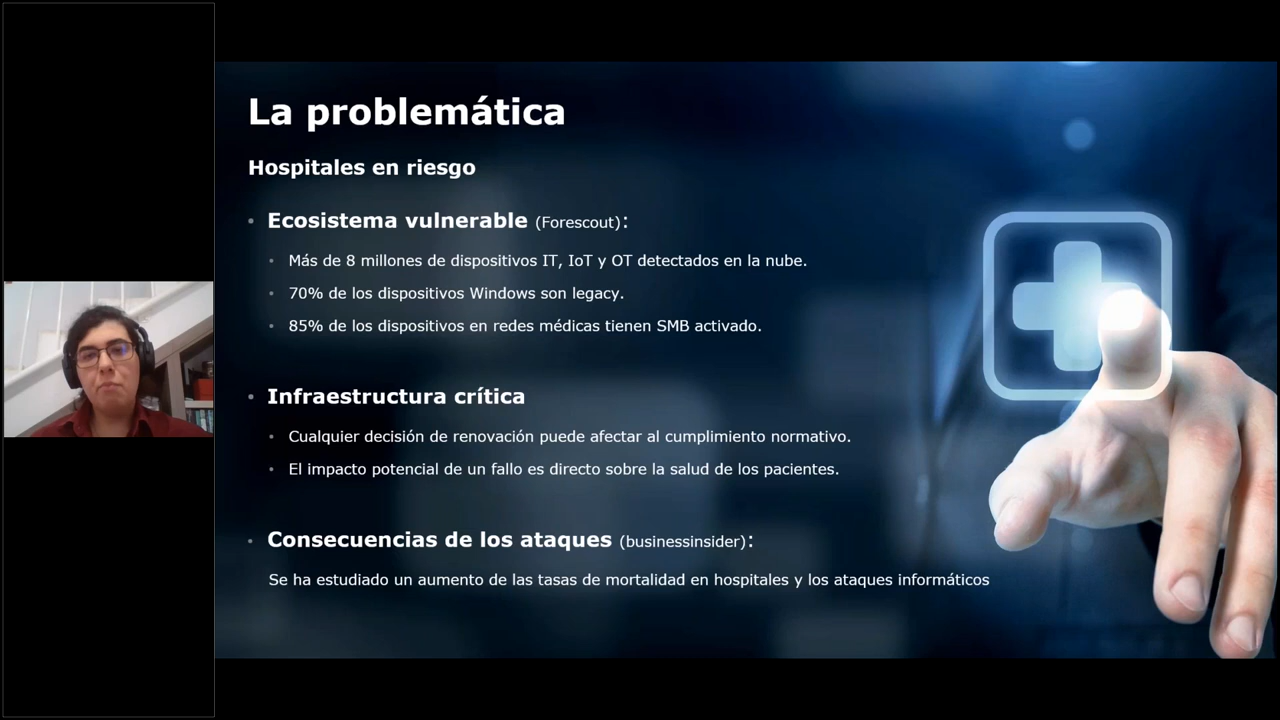 La problemática
Hospitales en riesgo
• Ecosistema vulnerable (Forescout):
• Más de 8 millones de dispositivos IT, IoT y OT detectados en la nube.
• 70% de los dispositivos Windows son legacy.
• 85% de los dispositivos en redes médicas tienen SMB activado.
• Infraestructura crítica
• Cualquier decisión de renovación puede afectar al cumplimiento normativo.
• El impacto potencial de un fallo es directo sobre la salud de los pacientes.
• Consecuencias de los ataques (businessinsider):
Se ha estudiado un aumento de las tasas de mortalidad en hospitales y los ataques informáticos